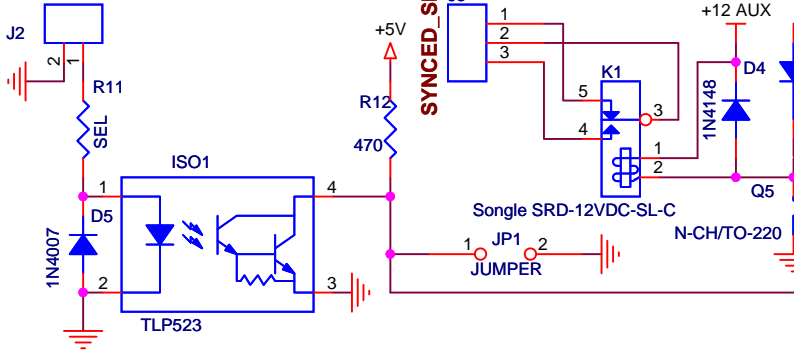 J2
2
1
R11
SEL
ISO1
1
D5
1N4007
2
TLP523
4
3
+5V
R12
470
SYNCED_S
1
2
3
K1
5
4
3
1
2
Songle SRD-12VDC-SL-C
+12 AUX
D4
1N4148
Q5
N-CH/TO-220
JP1
1
2
JUMPER